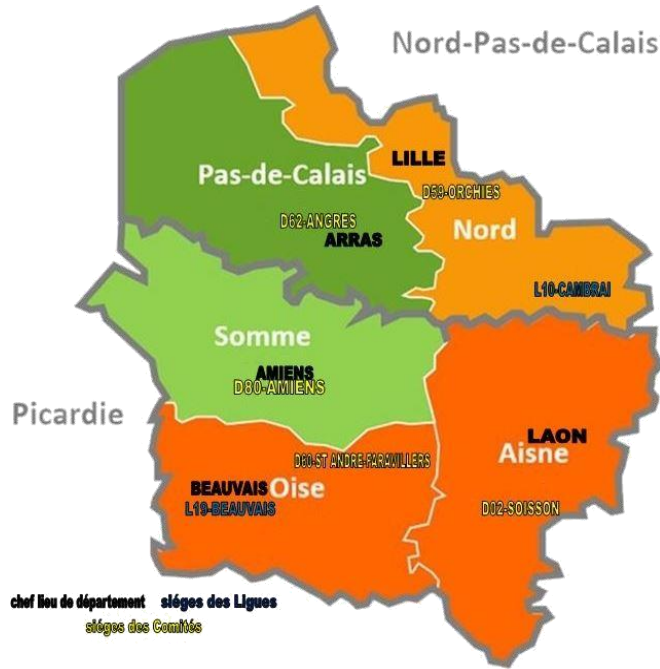 Nord-Pas-de-Calais
LILLE
Pas-de-Calais
D59-ORCHIES
D62-ANGRES
ARRAS
Nord
L10-CAMBRAI
Somme
AMIENS
D80-AMIENS
Picardie
LAON
Aisne
D60-ST ANDRE-FARAVILLERS
BEAUVAIS Oise
L19-BEAUVAIS
D02-SOISSON
chef lieu de département siéges des Ligues
siéges des Comités